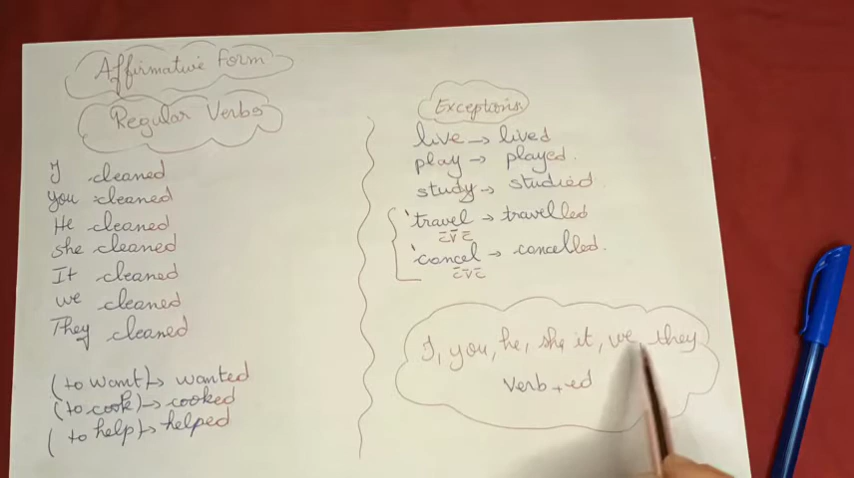 Affirmative Form
Regular Verbs
I cleaned
you cleaned
He cleaned
she cleaned
It cleaned
we cleaned
They cleaned
(to want) → wanted
(to cook) → cooked
(to help) → helped
Exceptions
live → lived
play → played.
study → studied
'travel → travelled
CVC
'cancel → cancelled.
CVC
I, you, he, she it, we, they
Verb + ed